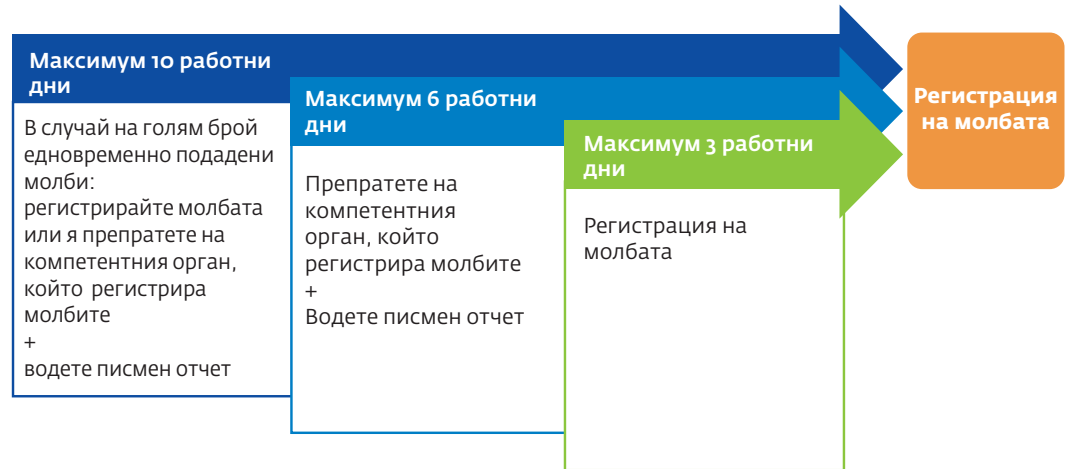 Максимум 10 работни
дни
В случай на голям брой
едновременно подадени
молби:
регистрирайте молбата
или я препратете на
компетентния орган,
който регистрира
молбите
+
водете писмен отчет
Максимум 6 работни
дни
Препратете на
компетентния
орган, който
регистрира молбите
+
Водете писмен отчет
Максимум 3 работни
дни
Регистрация на
молбата
Регистрация
на молбата